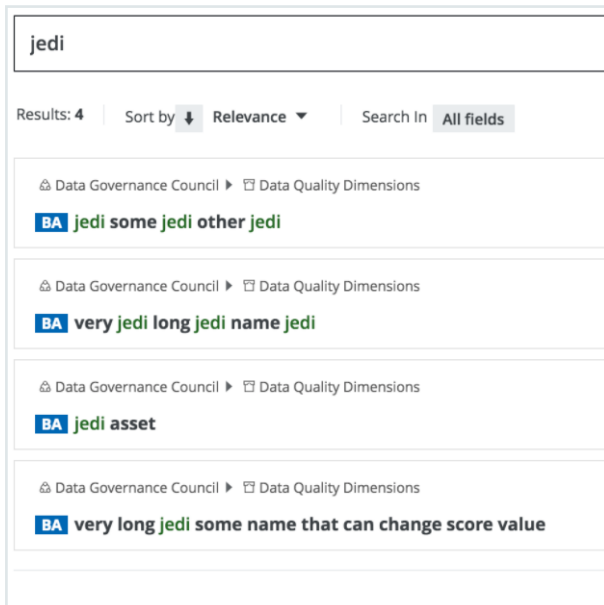 jedi
Results: 4 Sort by Relevance Search In All fields
Data Governance Council Data Quality Dimensions
BA jedi some jedi other jedi
Data Governance Council Data Quality Dimensions
BA very jedi long jedi name jedi
Data Governance Council Data Quality Dimensions
BA jedi asset
Data Governance Council Data Quality Dimensions
BA very long jedi some name that can change score value